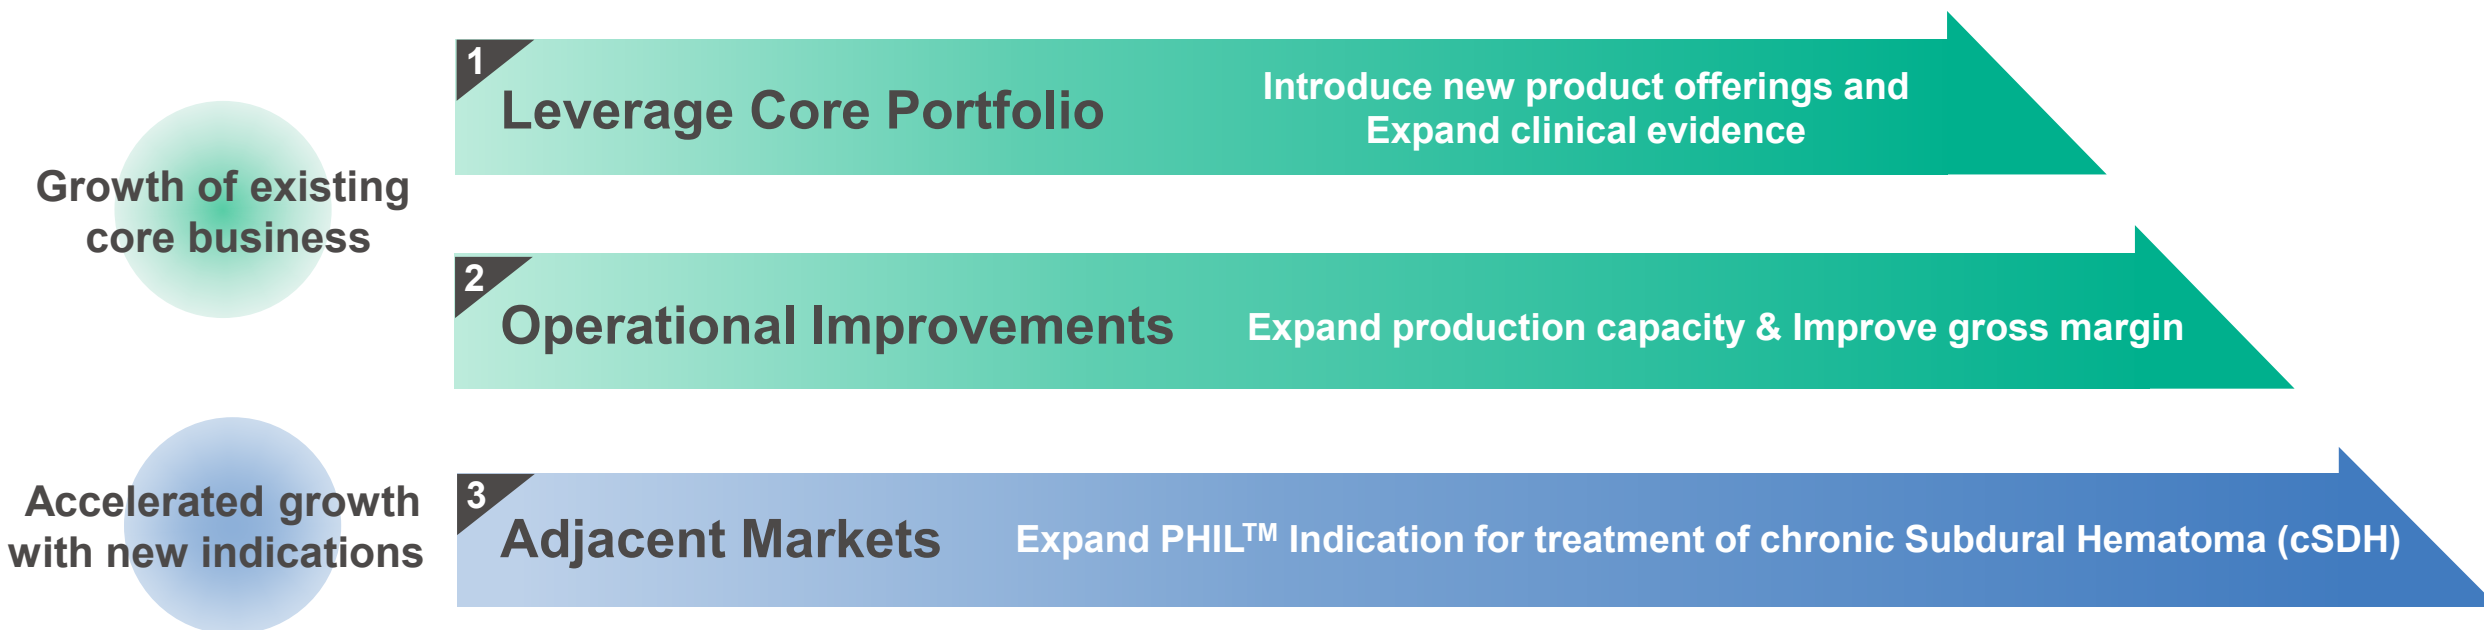 Growth of existing
core business
1
Leverage Core Portfolio
Introduce new product offerings and
Expand clinical evidence
2
Operational Improvements
Expand production capacity & Improve gross margin
Accelerated growth
with new indications
3
Adjacent Markets
Expand PHIL™ Indication for treatment of chronic Subdural Hematoma (cSDH)